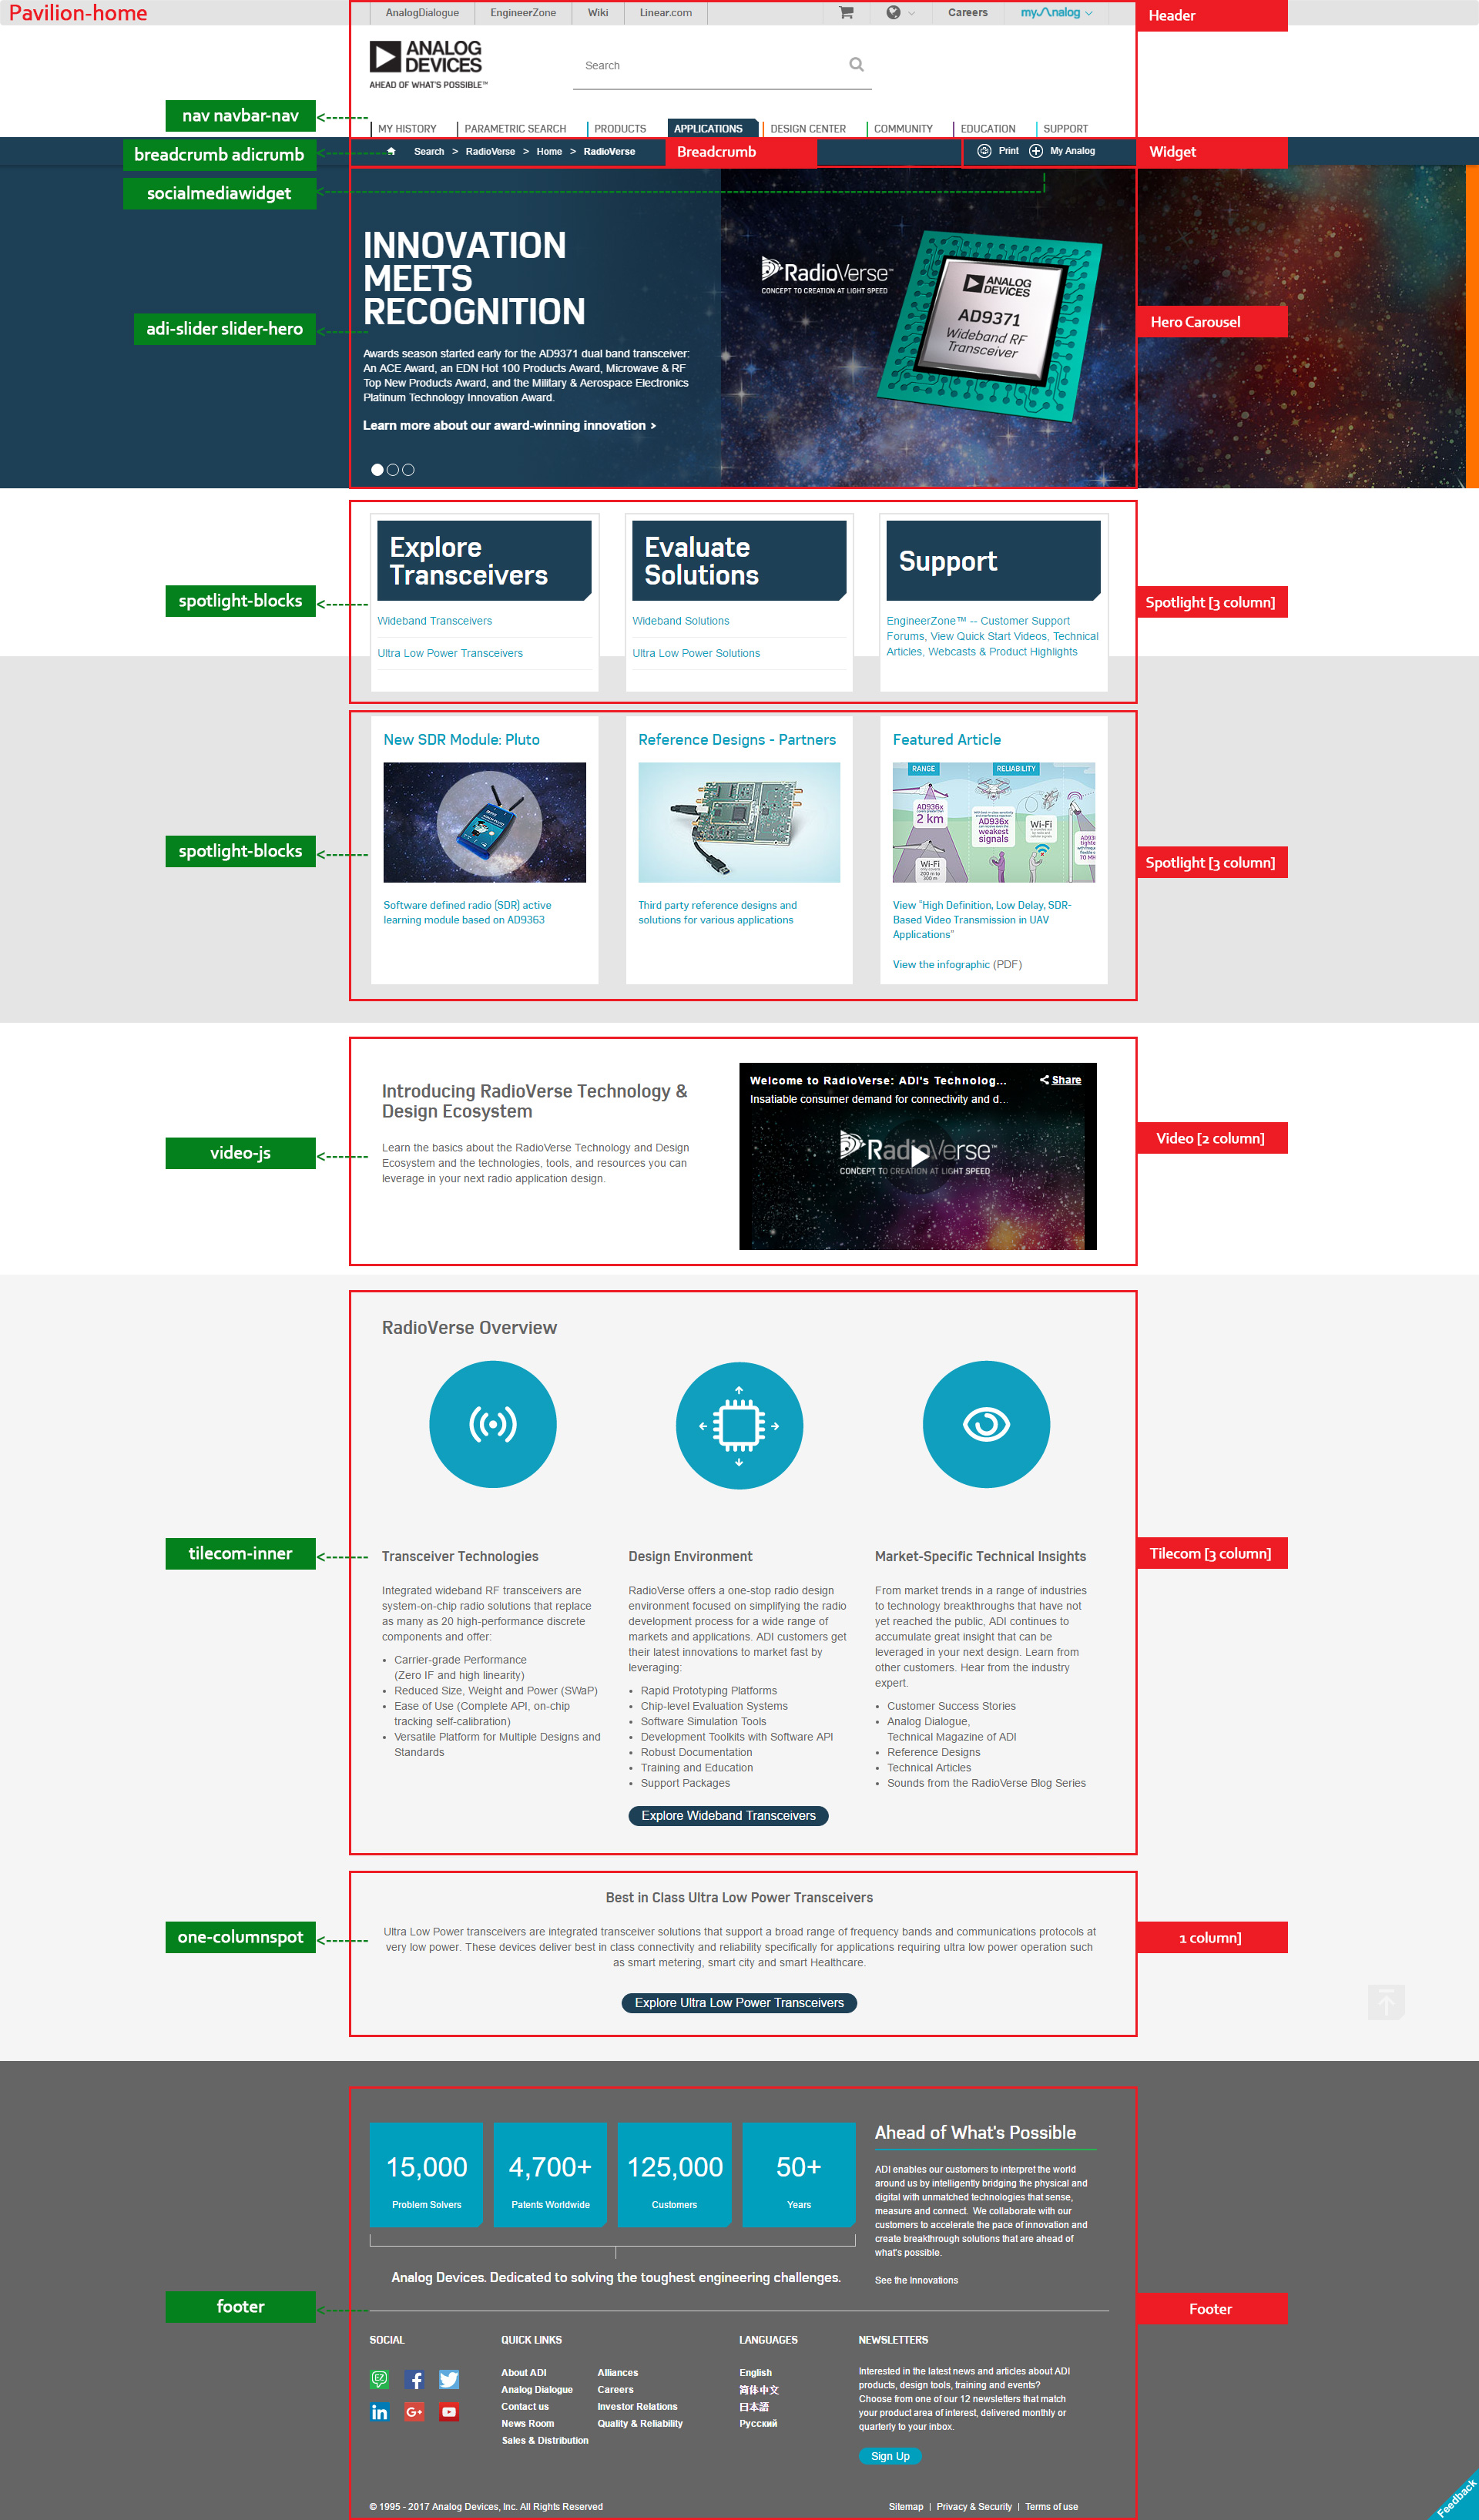 Pavilion-home
AnalogDialogue
EngineerZone
Wiki
Linear.com
Careers
myAnalog
Header
ANALOG
DEVICES
AHEAD OF WHAT'S POSSIBLE™
Search
nav navbar-nav
MY HISTORY
PARAMETRIC SEARCH
PRODUCTS
APPLICATIONS
DESIGN CENTER
COMMUNITY
EDUCATION
SUPPORT
breadcrumb adicrumb
Search > RadioVerse > Home > RadioVerse
Breadcrumb
Print
My Analog
Widget
socialmediawidget
INNOVATION
MEETS
RECOGNITION
RadioVerse™
CONCEPT TO CREATION AT LIGHT SPEED
ANALOG
DEVICES
AD9371
Wideband RF
Transceiver
adi-slider slider-hero
Hero Carousel
Awards season started early for the AD9371 dual band transceiver:
An ACE Award, an EDN Hot 100 Products Award, Microwave & RF
Top New Products Award, and the Military & Aerospace Electronics
Platinum Technology Innovation Award.
Learn more about our award-winning innovation >
Explore
Transceivers
Evaluate
Solutions
Support
spotlight-blocks
Spotlight [3 column]
Wideband Transceivers
Ultra Low Power Transceivers
Wideband Solutions
Ultra Low Power Solutions
EngineerZone™ -- Customer Support
Forums, View Quick Start Videos, Technical
Articles, Webcasts & Product Highlights
New SDR Module: Pluto
Reference Designs - Partners
Featured Article
RANGE
RELIABILITY
AD936x
2 km
AD936x
weakest
signals
Wi-Fi
Wi-Fi
200 m to
300 m
70 MH
spotlight-blocks
Spotlight [3 column]
Software defined radio (SDR) active
learning module based on AD9363
Third party reference designs and
solutions for various applications
View "High Definition, Low Delay, SDR-
Based Video Transmission in UAV
Applications"
View the infographic (PDF)
Introducing RadioVerse Technology &
Design Ecosystem
Learn the basics about the RadioVerse Technology and Design
Ecosystem and the technologies, tools, and resources you can
leverage in your next radio application design.
Welcome to RadioVerse: ADI's Technolog...
Share
Insatiable consumer demand for connectivity and d...
RadioVerse™
CONCEPT TO CREATION AT LIGHT SPEED
video-js
Video [2 column]
RadioVerse Overview
tilecom-inner
Tilecom [3 column]
Transceiver Technologies
Integrated wideband RF transceivers are
system-on-chip radio solutions that replace
as many as 20 high-performance discrete
components and offer:
• Carrier-grade Performance
(Zero IF and high linearity)
• Reduced Size, Weight and Power (SWaP)
• Ease of Use (Complete API, on-chip
tracking self-calibration)
• Versatile Platform for Multiple Designs and
Standards
Design Environment
RadioVerse offers a one-stop radio design
environment focused on simplifying the radio
development process for a wide range of
markets and applications. ADI customers get
their latest innovations to market fast by
leveraging:
• Rapid Prototyping Platforms
• Chip-level Evaluation Systems
• Software Simulation Tools
• Development Toolkits with Software API
• Robust Documentation
• Training and Education
• Support Packages
Explore Wideband Transceivers
Market-Specific Technical Insights
From market trends in a range of industries
to technology breakthroughs that have not
yet reached the public, ADI continues to
accumulate great insight that can be
leveraged in your next design. Learn from
other customers. Hear from the industry
expert.
• Customer Success Stories
• Analog Dialogue,
Technical Magazine of ADI
• Reference Designs
• Technical Articles
• Sounds from the RadioVerse Blog Series
Best in Class Ultra Low Power Transceivers
Ultra Low Power transceivers are integrated transceiver solutions that support a broad range of frequency bands and communications protocols at
very low power. These devices deliver best in class connectivity and reliability specifically for applications requiring ultra low power operation such
as smart metering, smart city and smart Healthcare.
Explore Ultra Low Power Transceivers
one-columnspot
1 column]
15,000
Problem Solvers
4,700+
Patents Worldwide
125,000
Customers
50+
Years
Analog Devices. Dedicated to solving the toughest engineering challenges.
Ahead of What's Possible
ADI enables our customers to interpret the world
around us by intelligently bridging the physical and
digital with unmatched technologies that sense,
measure and connect. We collaborate with our
customers to accelerate the pace of innovation and
create breakthrough solutions that are ahead of
what's possible.
See the Innovations
footer
Footer
SOCIAL
EZ
f
in
G+
QUICK LINKS
About ADI
Analog Dialogue
Contact us
News Room
Sales & Distribution
Alliances
Careers
Investor Relations
Quality & Reliability
LANGUAGES
English
简体中文
日本語
Русский
NEWSLETTERS
Interested in the latest news and articles about ADI
products, design tools, training and events?
Choose from one of our 12 newsletters that match
your product area of interest, delivered monthly or
quarterly to your inbox.
Sign Up
© 1995 - 2017 Analog Devices, Inc. All Rights Reserved
Sitemap | Privacy & Security | Terms of use
Feedback